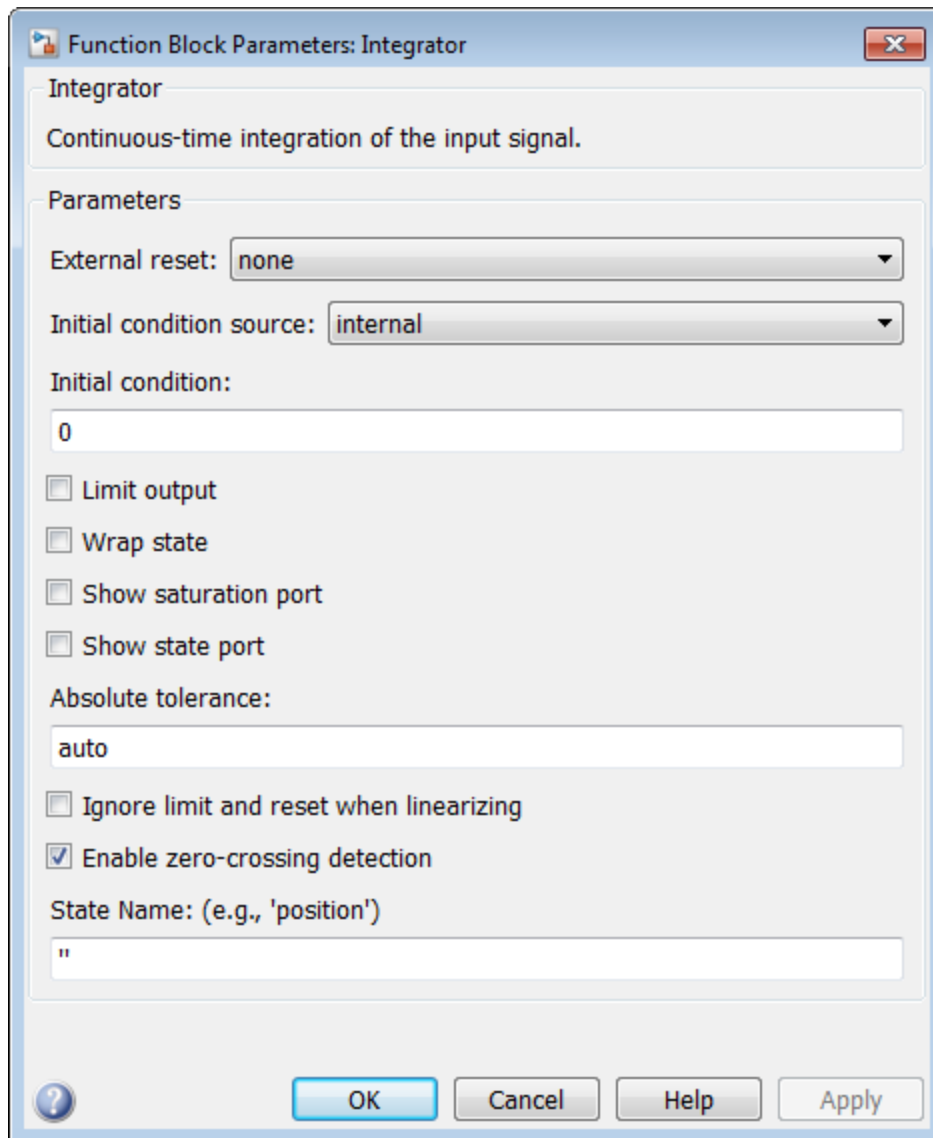 Function Block Parameters: Integrator
Integrator
Continuous-time integration of the input signal.
Parameters
External reset: none
Initial condition source: internal
Initial condition:
0
Limit output
Wrap state
Show saturation port
Show state port
Absolute tolerance:
auto
Ignore limit and reset when linearizing
Enable zero-crossing detection
State Name: (e.g., 'position')
''
? OK Cancel Help Apply